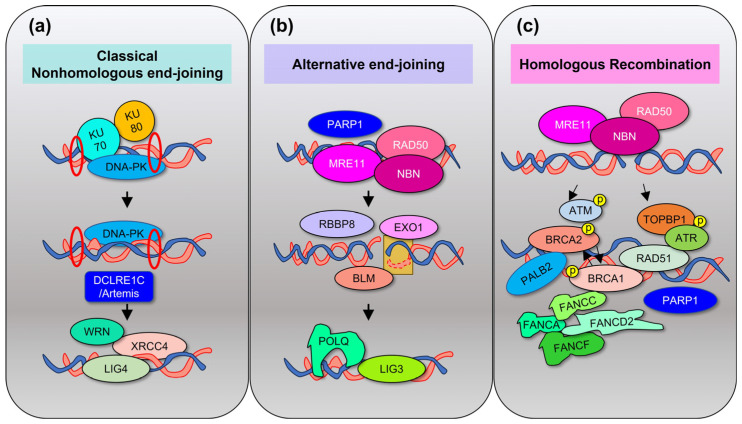 (a)
Classical
Nonhomologous end-joining
KU
80
KU
70
DNA-PK
DNA-PK
DCLRE1C
/Artemis
WRN
XRCC4
LIG4
(b)
Alternative end-joining
PARP1
RAD50
MRE11
NBN
RBBP8
EXO1
BLM
POLQ
LIG3
(c)
Homologous Recombination
RAD50
MRE11
NBN
P
ATM
TOPBP1
P
P
BRCA2
ATR
RAD51
PALB2
P
BRCA1
PARP1
FANCC
FANCA
FANCD2
FANCF